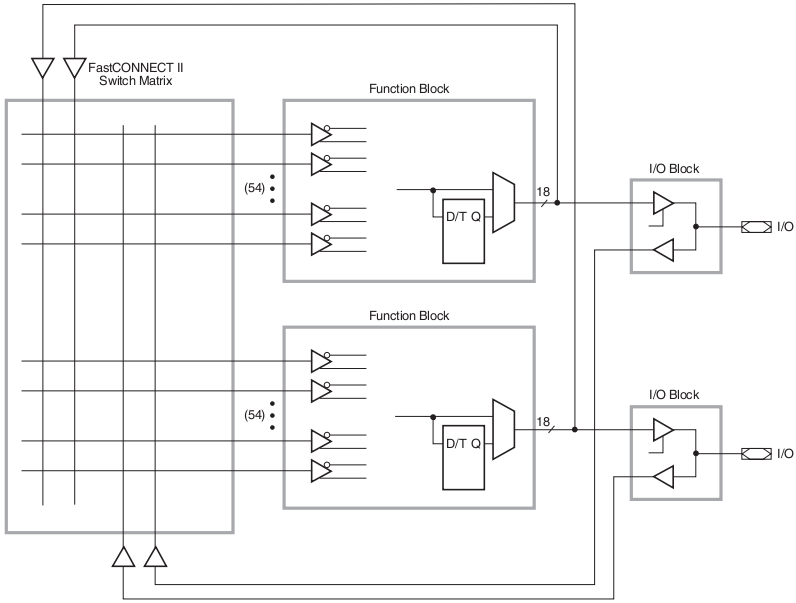 FastCONNECT II
Switch Matrix
Function Block
(54)
D/T Q
18
I/O Block
I/O
Function Block
(54)
D/T Q
18
I/O Block
I/O